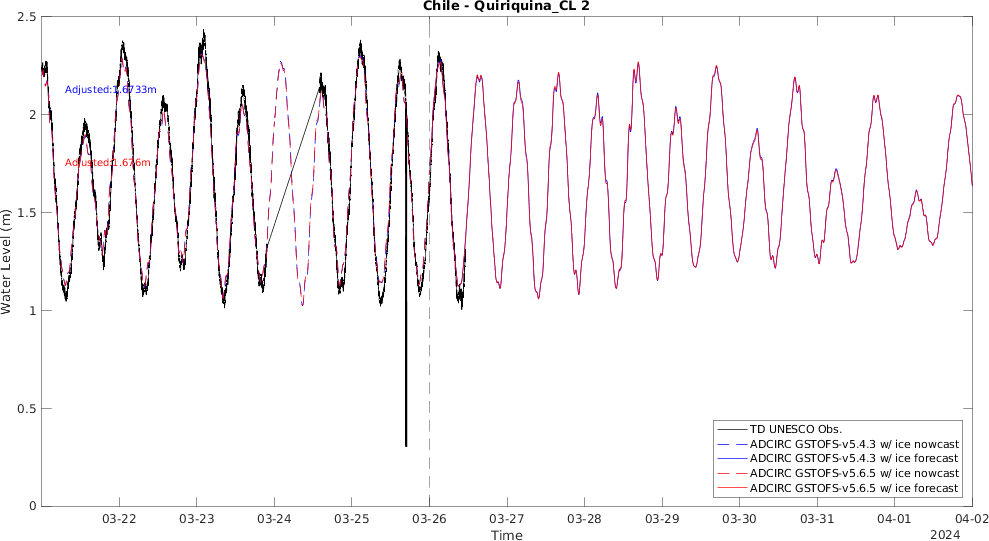 Chile - Quiriquina_CL 2
2.5
2
1.5
1
0.5
0
Water Level (m)
Adjusted:1.6733m
Adjusted:1.676m
TD UNESCO Obs.
ADCIRC GSTOFS-v5.4.3 w/ ice nowcast
ADCIRC GSTOFS-v5.4.3 w/ ice forecast
ADCIRC GSTOFS-v5.6.5 w/ ice nowcast
ADCIRC GSTOFS-v5.6.5 w/ ice forecast
03-22 03-23 03-24 03-25 03-26 03-27 03-28 03-29 03-30 03-31 04-01 04-02
Time
2024